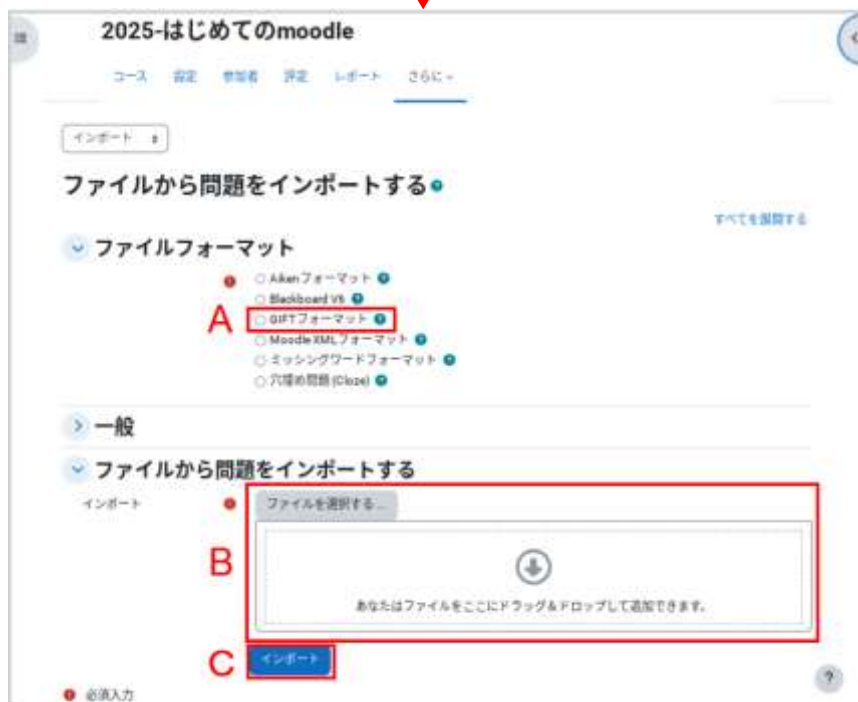 2025-はじめてのmoodle
コース 設定 参加者 評定 レポート さらに
インポート
ファイルから問題をインポートする
すべてを展開する
ファイルフォーマット
Aikenフォーマット
Blackboard V6
A GIFTフォーマット
Moodle XMLフォーマット
ミッシングワードフォーマット
穴埋め問題 (Cloze)
一般
ファイルから問題をインポートする
インポート ファイルを選択する...
B
あなたはファイルをここにドラッグ&ドロップして追加できます。
C インポート
?
必須入力